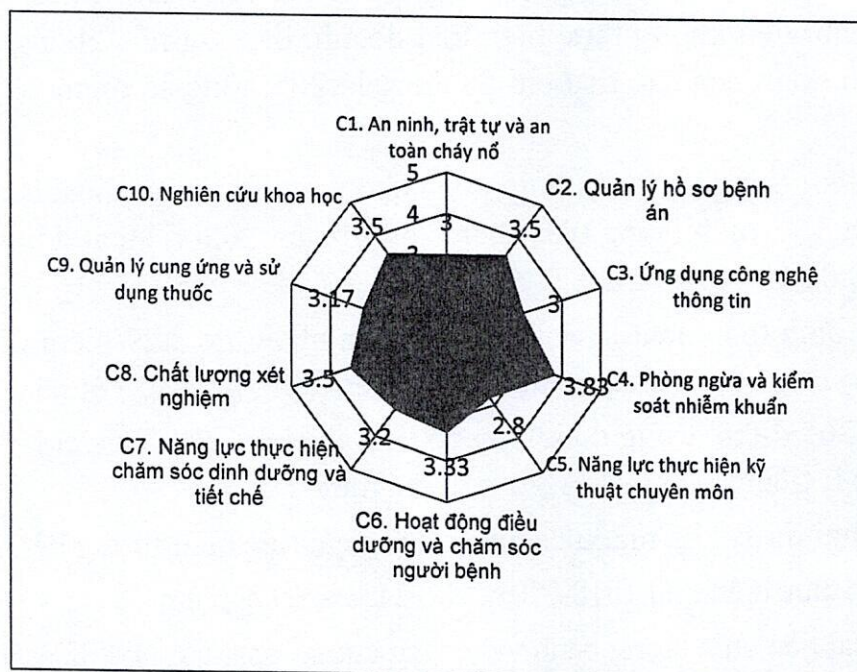 C1. An ninh, trật tự và an
toàn cháy nổ
5
4
3
C2. Quản lý hồ sơ bệnh
án
3.5
C3. Ứng dụng công nghệ
thông tin
3
C4. Phòng ngừa và kiểm
soát nhiễm khuẩn
3.83
C5. Năng lực thực hiện kỹ
thuật chuyên môn
2.8
C6. Hoạt động điều
dưỡng và chăm sóc
người bệnh
3.33
C7. Năng lực thực hiện
chăm sóc dinh dưỡng và
tiết chế
3.2
C8. Chất lượng xét
nghiệm
3.5
C9. Quản lý cung ứng và sử
dụng thuốc
3.17
C10. Nghiên cứu khoa học
3.5